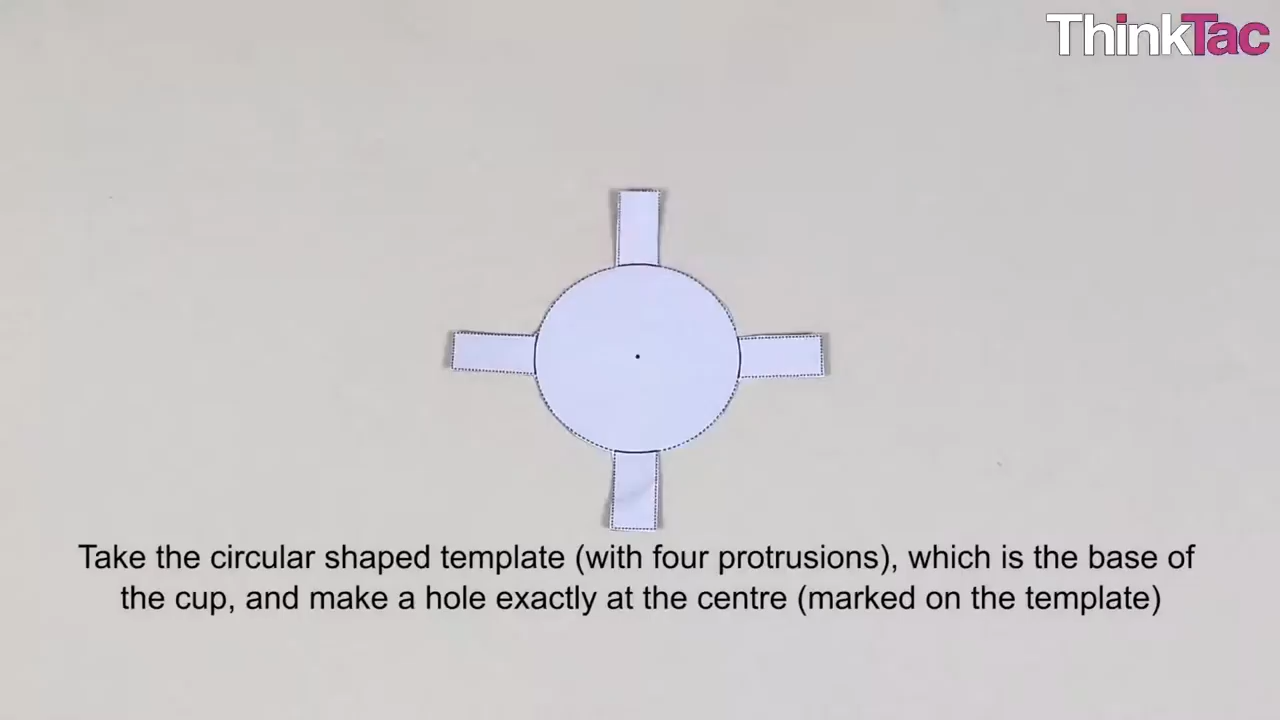 ThinkTac
Take the circular shaped template (with four protrusions), which is the base of
the cup, and make a hole exactly at the centre (marked on the template)